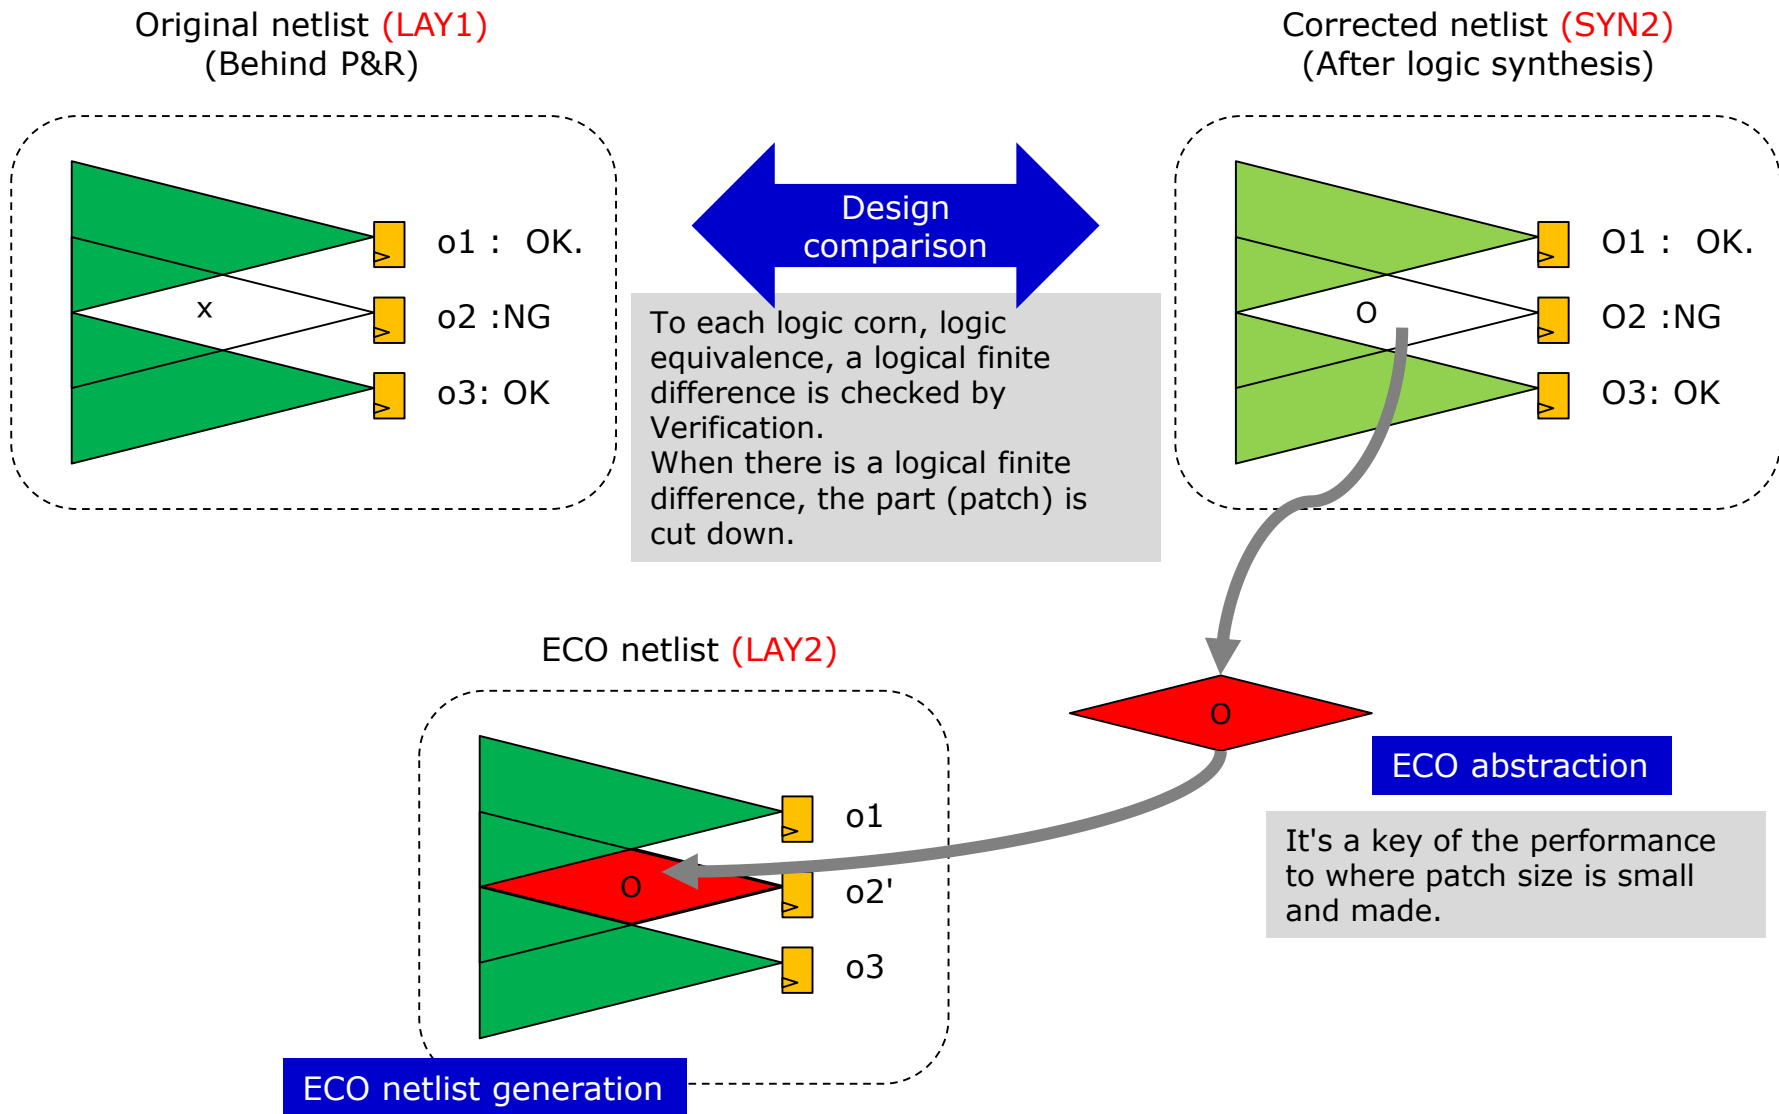 Original netlist (LAY1)
(Behind P&R)
x
o1 :  OK.
o2 :NG
o3: OK
Design
comparison
To each logic corn, logic
equivalence, a logical finite
difference is checked by
Verification.
When there is a logical finite
difference, the part (patch) is
cut down.
Corrected netlist (SYN2)
(After logic synthesis)
O
O1 :  OK.
O2 :NG
O3: OK
O
ECO abstraction
It's a key of the performance
to where patch size is small
and made.
ECO netlist (LAY2)
O
o1
o2'
o3
ECO netlist generation